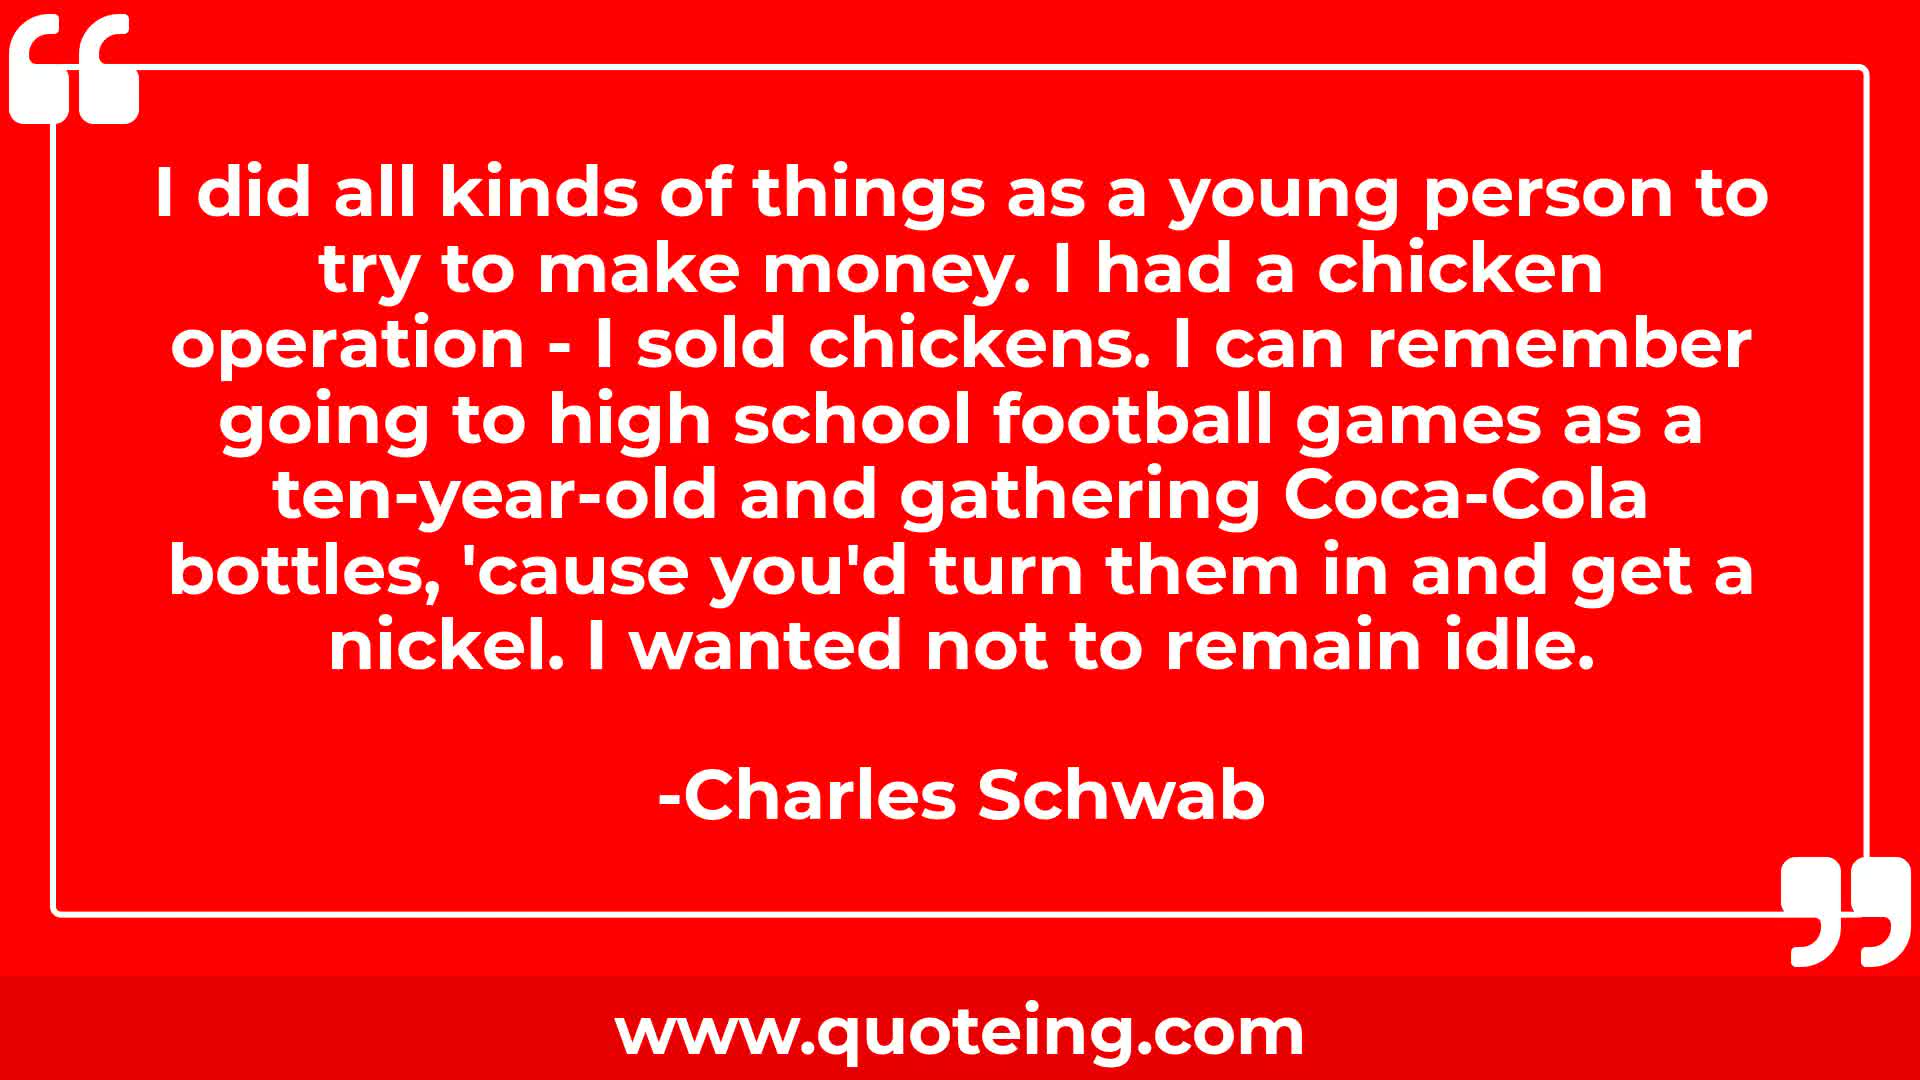 I did all kinds of things as a young person to
try to make money. I had a chicken
operation - I sold chickens. I can remember
going to high school football games as a
ten-year-old and gathering Coca-Cola
bottles, 'cause you'd turn them in and get a
nickel. I wanted not to remain idle.
-Charles Schwab
www.quoteing.com